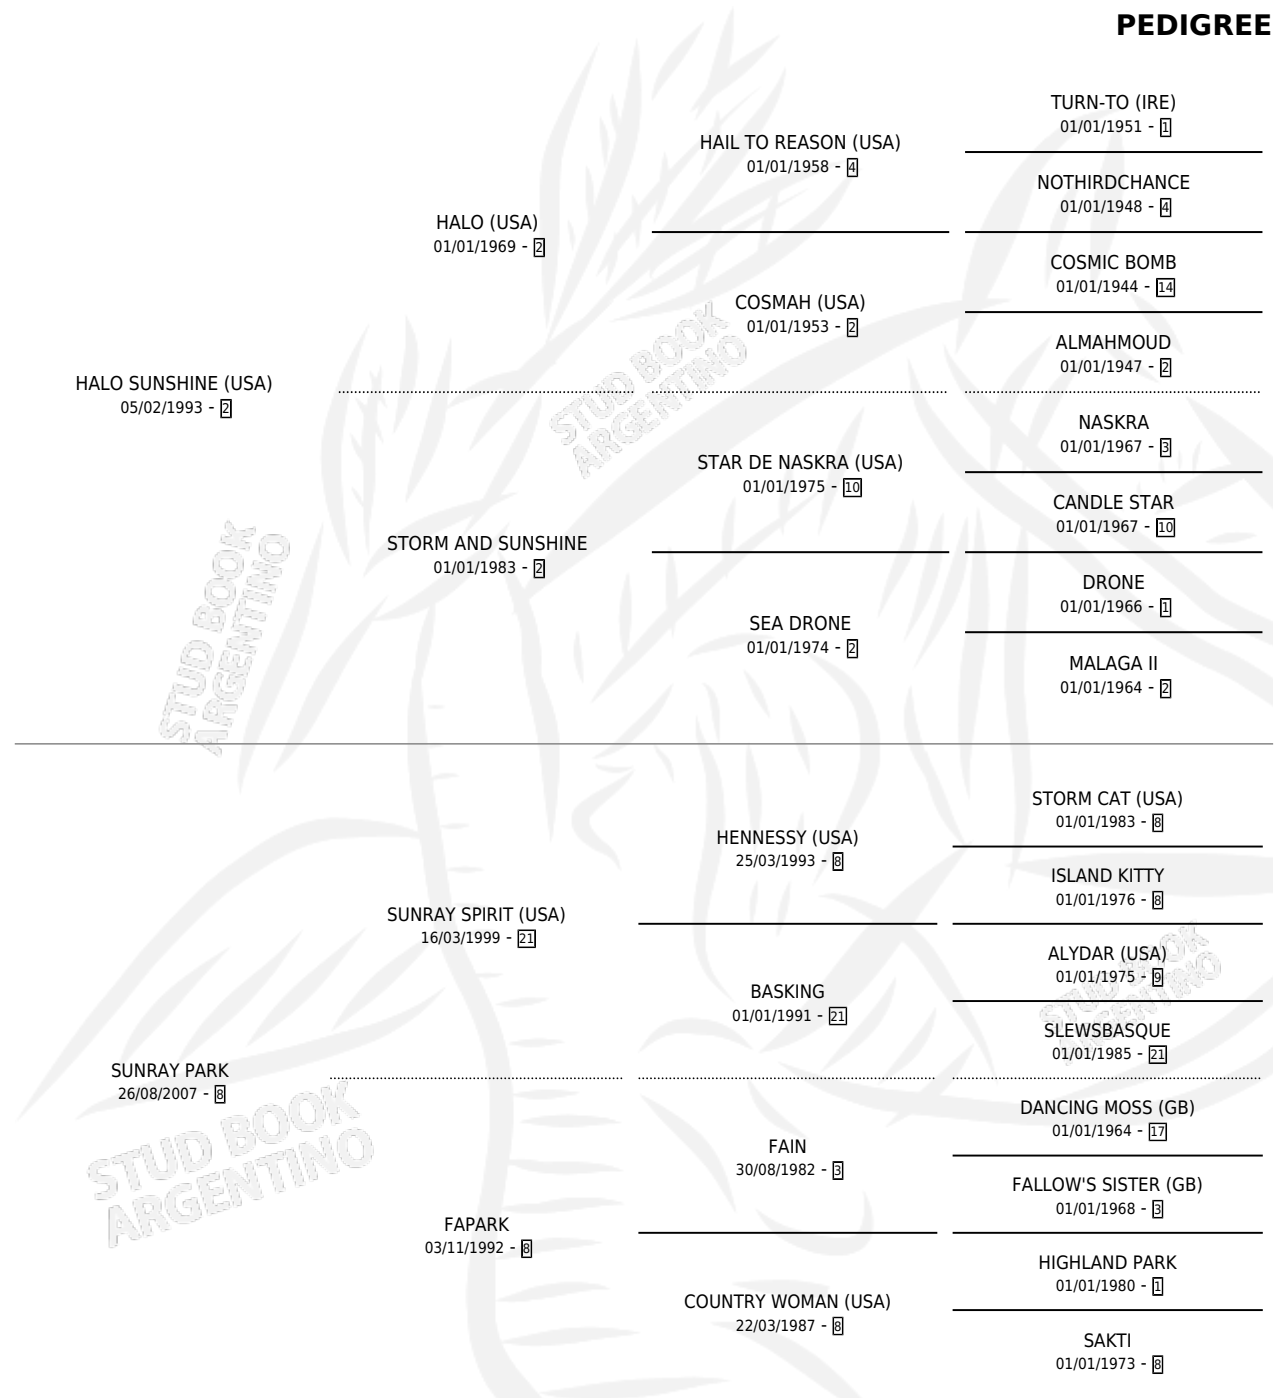 PEDIGREE
TURN-TO (IRE)
01/01/1951 - 1
HAIL TO REASON (USA)
01/01/1958 - 4
NOTHIRDCHANCE
01/01/1948 - 4
HALO (USA)
01/01/1969 - 2
COSMIC BOMB
01/01/1944 - 14
COSMAH (USA)
01/01/1953 - 2
ALMAHMOUD
01/01/1947 - 2
HALO SUNSHINE (USA)
05/02/1993 - 2
NASKRA
01/01/1967 - 3
STAR DE NASKRA (USA)
01/01/1975 - 10
CANDLE STAR
01/01/1967 - 10
STORM AND SUNSHINE
01/01/1983 - 2
DRONE
01/01/1966 - 1
SEA DRONE
01/01/1974 - 2
MALAGA II
01/01/1964 - 2
STORM CAT (USA)
01/01/1983 - 8
HENNESSY (USA)
25/03/1993 - 8
ISLAND KITTY
01/01/1976 - 8
SUNRAY SPIRIT (USA)
16/03/1999 - 21
ALYDAR (USA)
01/01/1975 - 9
BASKING
01/01/1991 - 21
SLEWSBASQUE
01/01/1985 - 21
SUNRAY PARK
26/08/2007 - 8
DANCING MOSS (GB)
01/01/1964 - 17
FAIN
30/08/1982 - 3
FALLOW'S SISTER (GB)
01/01/1968 - 3
FAPARK
03/11/1992 - 8
HIGHLAND PARK
01/01/1980 - 1
COUNTRY WOMAN (USA)
22/03/1987 - 8
SAKTI
01/01/1973 - 8
STUD BOOK
ARGENTINO
STUD BOOK
ARGENTINO
STUD BOOK
ARGENTINO
STUD BOOK
ARGENTINO